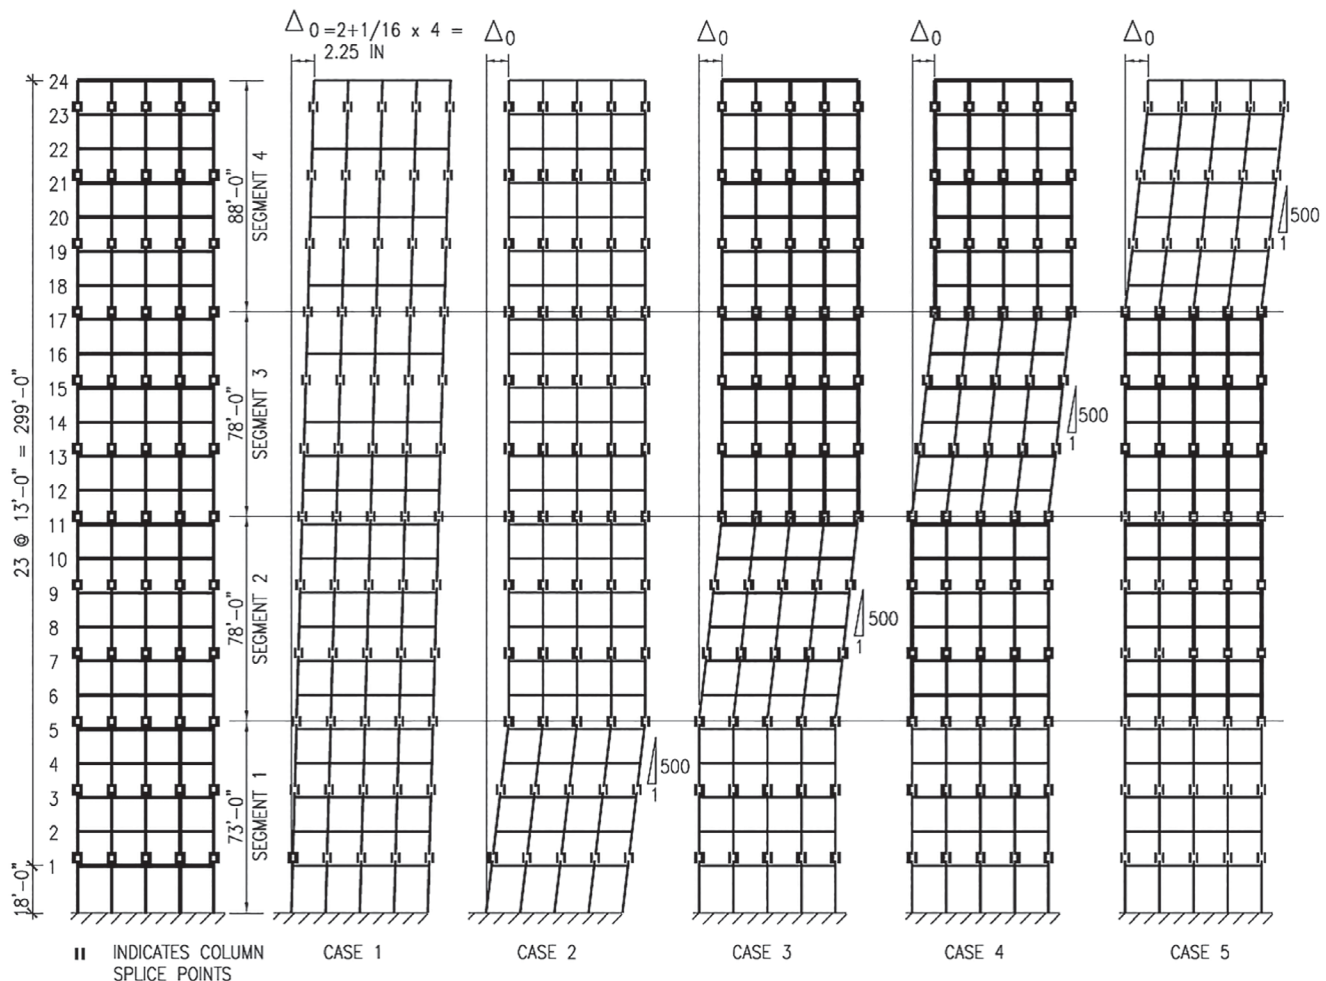 Δ0 =2+1/16 x 4 =
2.25 IN
Δ0
Δ0
Δ0
Δ0
24
23
22
21
20
19
18
17
16
15
14
13
12
11
10
9
8
7
6
5
4
3
2
1
23 @ 13'-0" = 299'-0"
18'-0"
88'-0"
SEGMENT 4
78'-0"
SEGMENT 3
78'-0"
SEGMENT 2
73'-0"
SEGMENT 1
500
1
500
1
500
1
500
1
INDICATES COLUMN
SPLICE POINTS
CASE 1
CASE 2
CASE 3
CASE 4
CASE 5